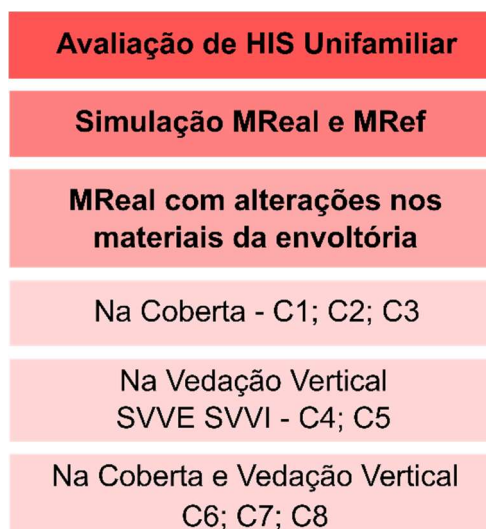 Avaliação de HIS Unifamiliar
Simulação MReal e MRef
MReal com alterações nos
materiais da envoltória
Na Coberta - C1; C2; C3
Na Vedação Vertical
SVVE SVVI - C4; C5
Na Coberta e Vedação Vertical
C6; C7; C8